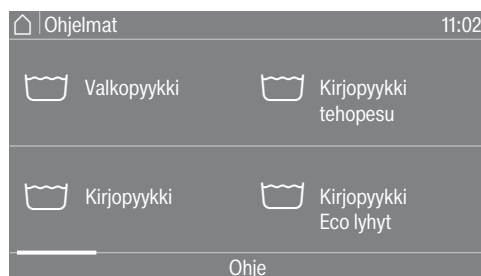 Ohjelmat 11:02
Valkopyykki
Kirjopyykki
tehopesu
Kirjopyykki
Kirjopyykki
Eco lyhyt
Ohje